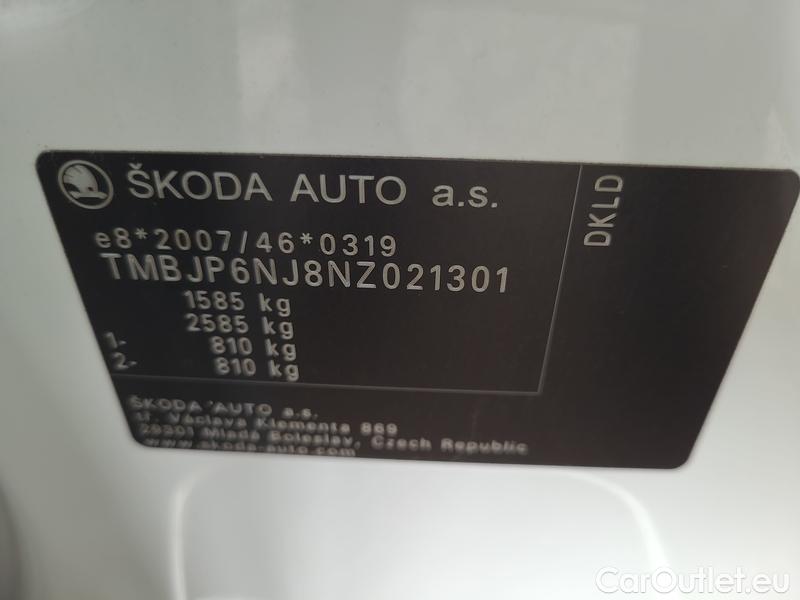 ŠKODA AUTO a.s.
e8*2007/46*0319
TMBJP6NJ8NZ021301
1585 kg
2585 kg
1. 810 kg
2. 810 kg
DKLD
ŠKODA AUTO a.s.
tř. Václava Klementa 869
29301 Mladá Boleslav, Czech Republic
www.skoda-auto.com
CarOutlet.eu